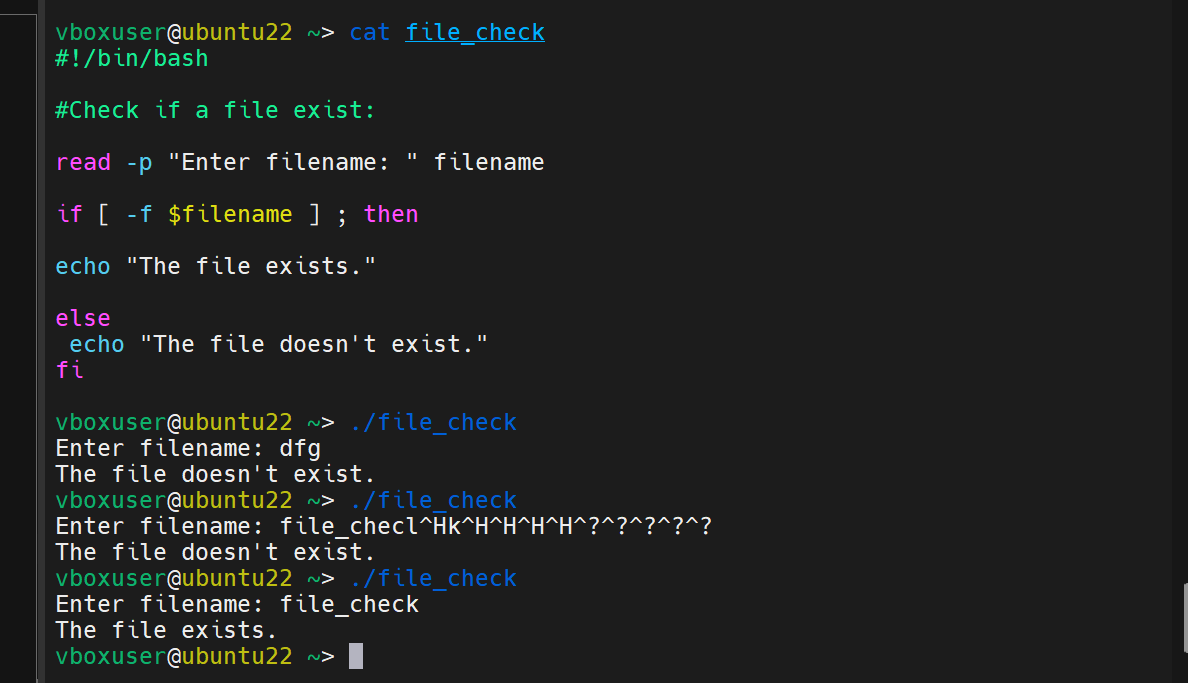 vboxuser@ubuntu22 ~> cat file_check
#!/bin/bash
#Check if a file exist:
read -p "Enter filename: " filename
if [ -f $filename ] ; then
echo "The file exists."
else
 echo "The file doesn't exist."
fi
vboxuser@ubuntu22 ~> ./file_check
Enter filename: dfg
The file doesn't exist.
vboxuser@ubuntu22 ~> ./file_check
Enter filename: file_checl^Hk^H^H^H^H^?^?^?^?^?
The file doesn't exist.
vboxuser@ubuntu22 ~> ./file_check
Enter filename: file_check
The file exists.
vboxuser@ubuntu22 ~>